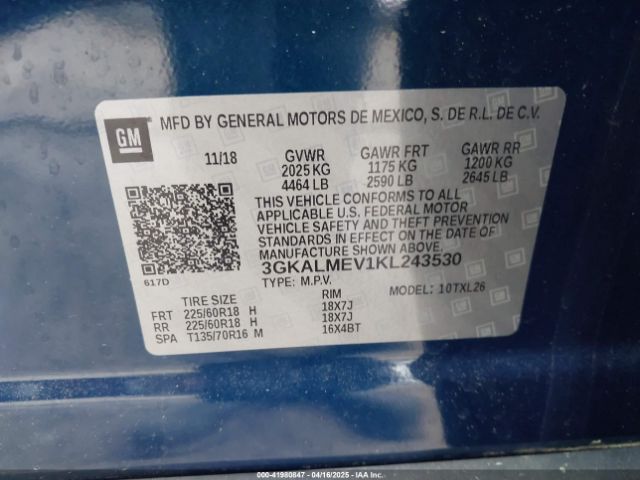 GM
MFD BY GENERAL MOTORS DE MEXICO, S. DE R.L. DE C.V.
11/18 GVWR GAWR FRT GAWR RR
2025 KG 1175 KG 1200 KG
4464 LB 2590 LB 2645 LB
THIS VEHICLE CONFORMS TO ALL
APPLICABLE U.S. FEDERAL MOTOR
VEHICLE SAFETY AND THEFT PREVENTION
STANDARDS IN EFFECT ON THE DATE OF
MANUFACTURE SHOWN ABOVE.
3GKALMEV1KL243530
617D
TYPE: M.P.V. MODEL: 10TXL26
TIRE SIZE RIM
FRT 225/60R18 H 18X7J
RR 225/60R18 H 18X7J
SPA T135/70R16 M 16X4BT
000-41980847 04/16/2025 IAAI.COM